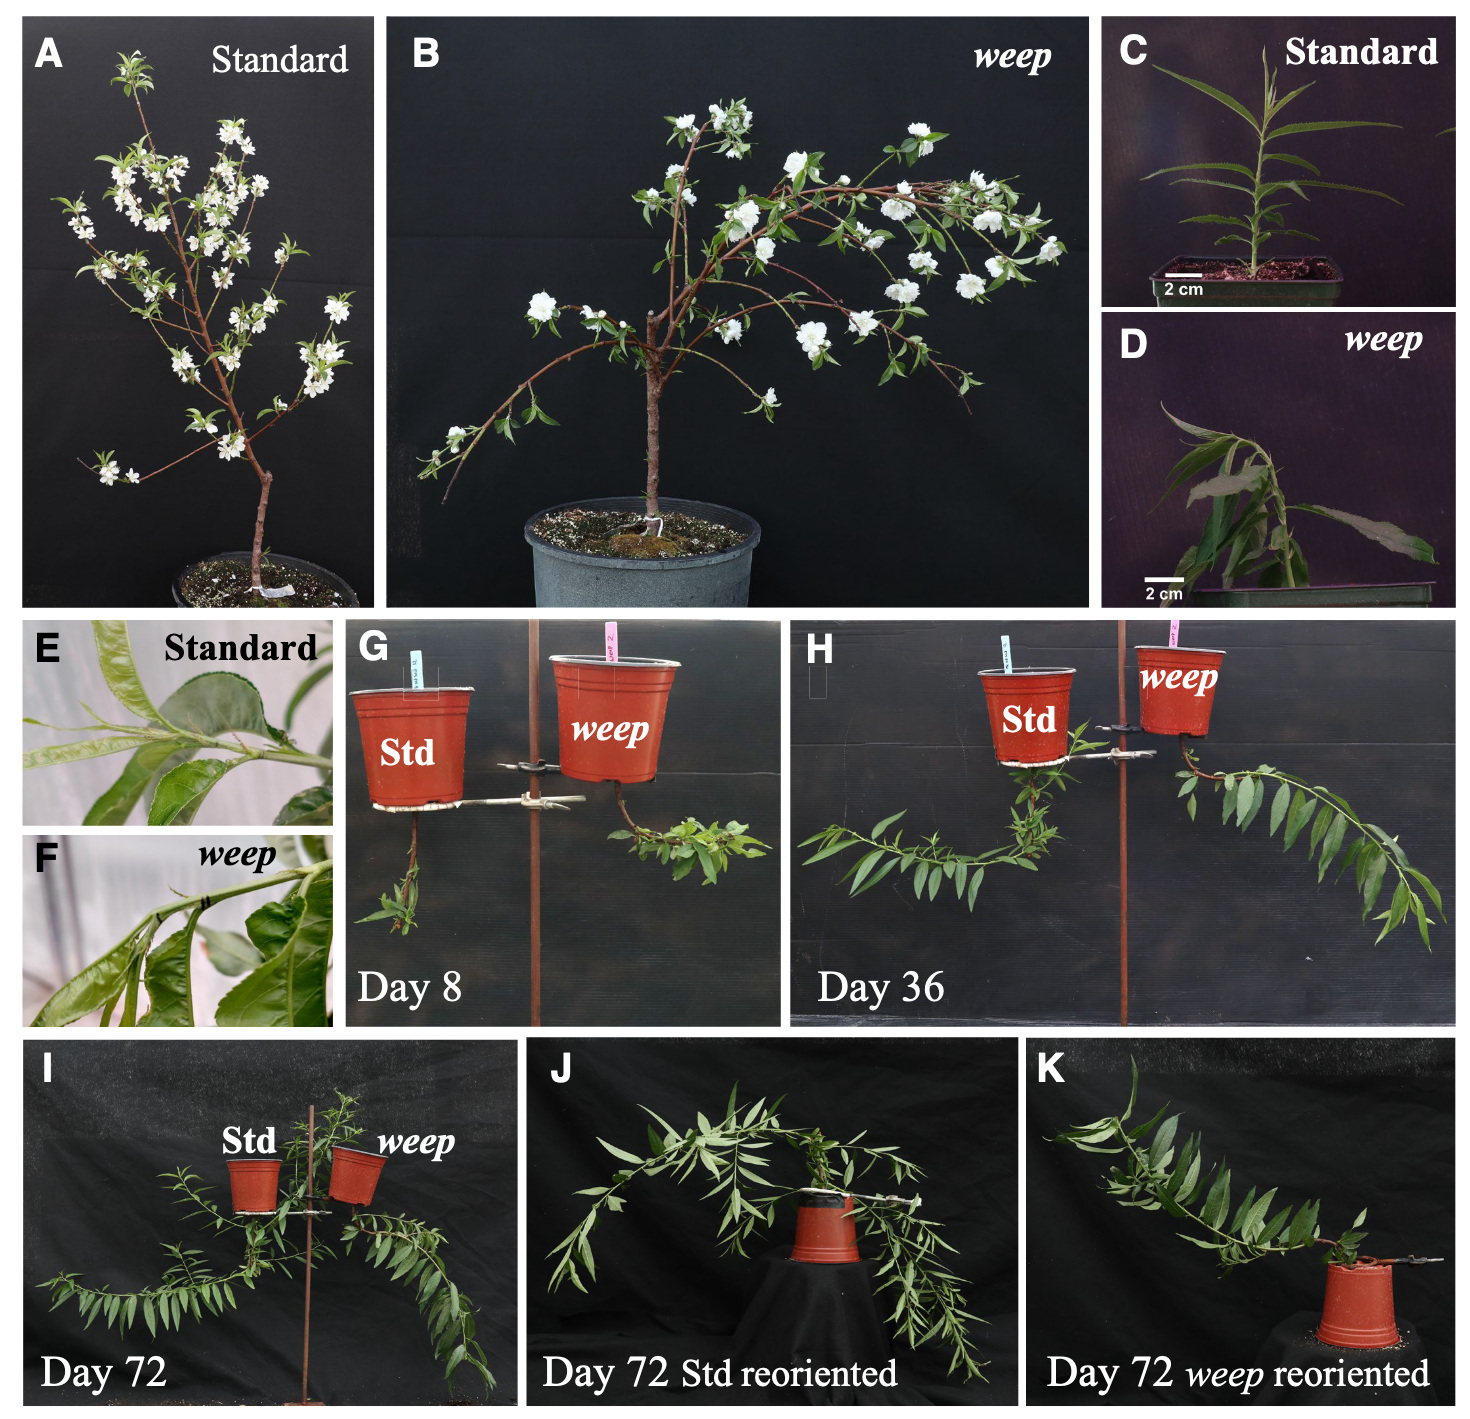 A
Standard
B
weep
C
Standard
2 cm
D
weep
2 cm
E
Standard
F
weep
G
Std
weep
Day 8
H
Std
weep
Day 36
I
Std
weep
Day 72
J
Day 72 Std reoriented
K
Day 72 weep reoriented